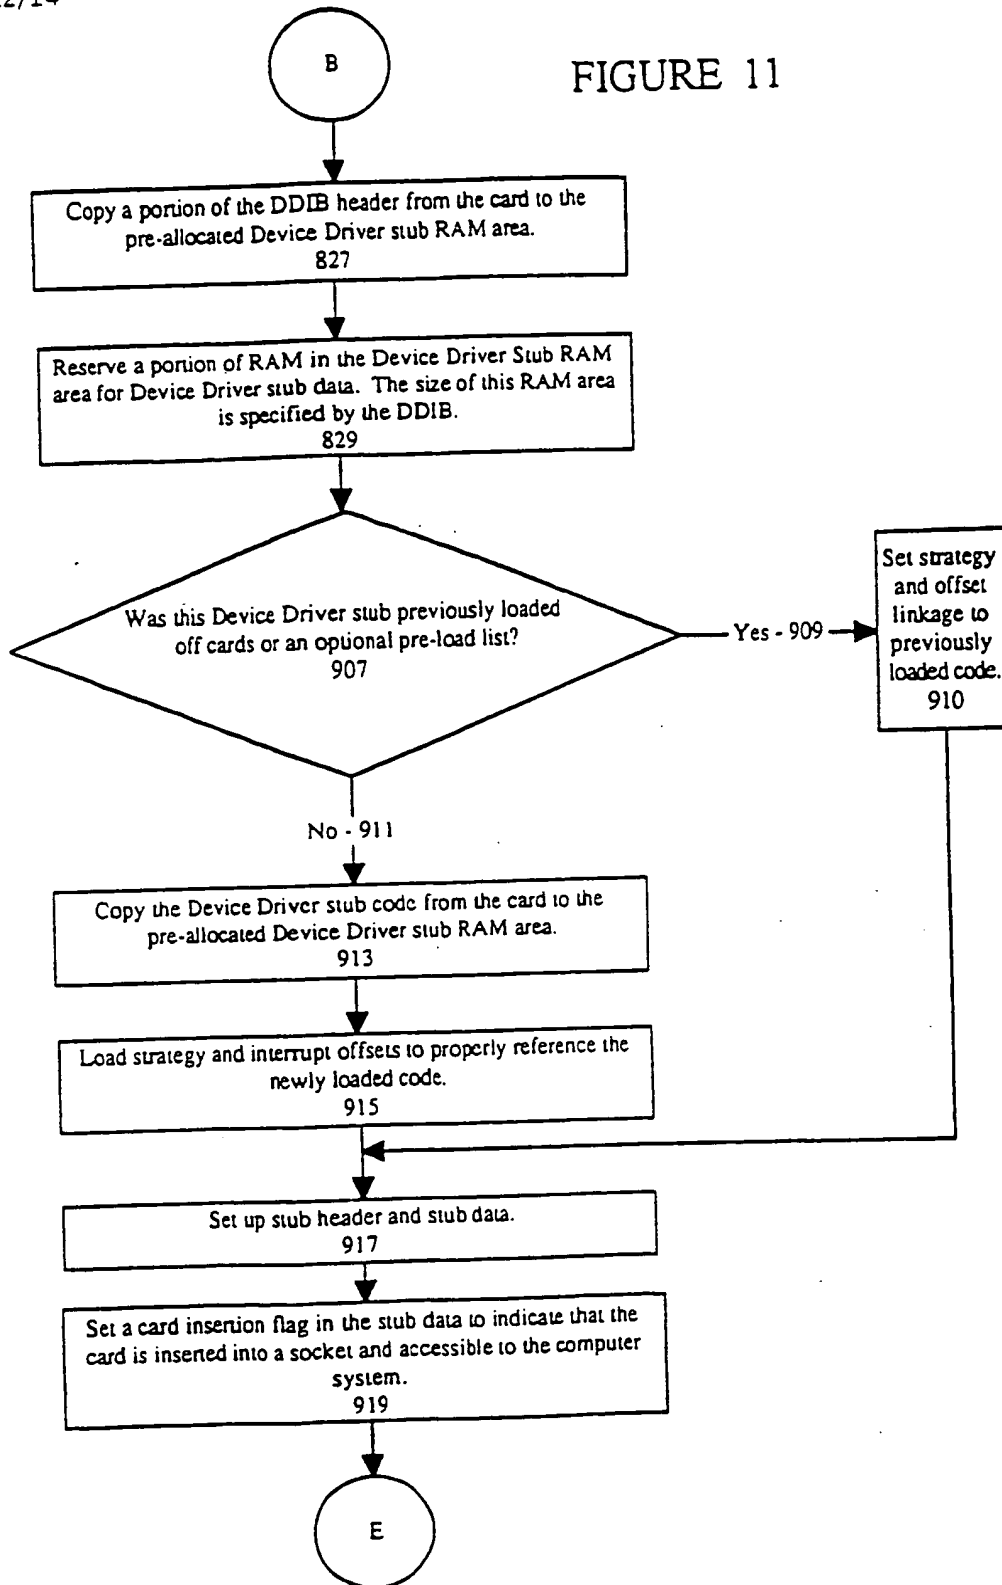 B
FIGURE 11
Copy a portion of the DDIB header from the card to the
pre-allocated Device Driver stub RAM area.
827
Reserve a portion of RAM in the Device Driver Stub RAM
area for Device Driver stub data. The size of this RAM area
is specified by the DDIB.
829
Was this Device Driver stub previously loaded
off cards or an optional pre-load list?
907
Yes - 909
Set strategy
and offset
linkage to
previously
loaded code.
910
No - 911
Copy the Device Driver stub code from the card to the
pre-allocated Device Driver stub RAM area.
913
Load strategy and interrupt offsets to properly reference the
newly loaded code.
915
Set up stub header and stub data.
917
Set a card insertion flag in the stub data to indicate that the
card is inserted into a socket and accessible to the computer
system.
919
E